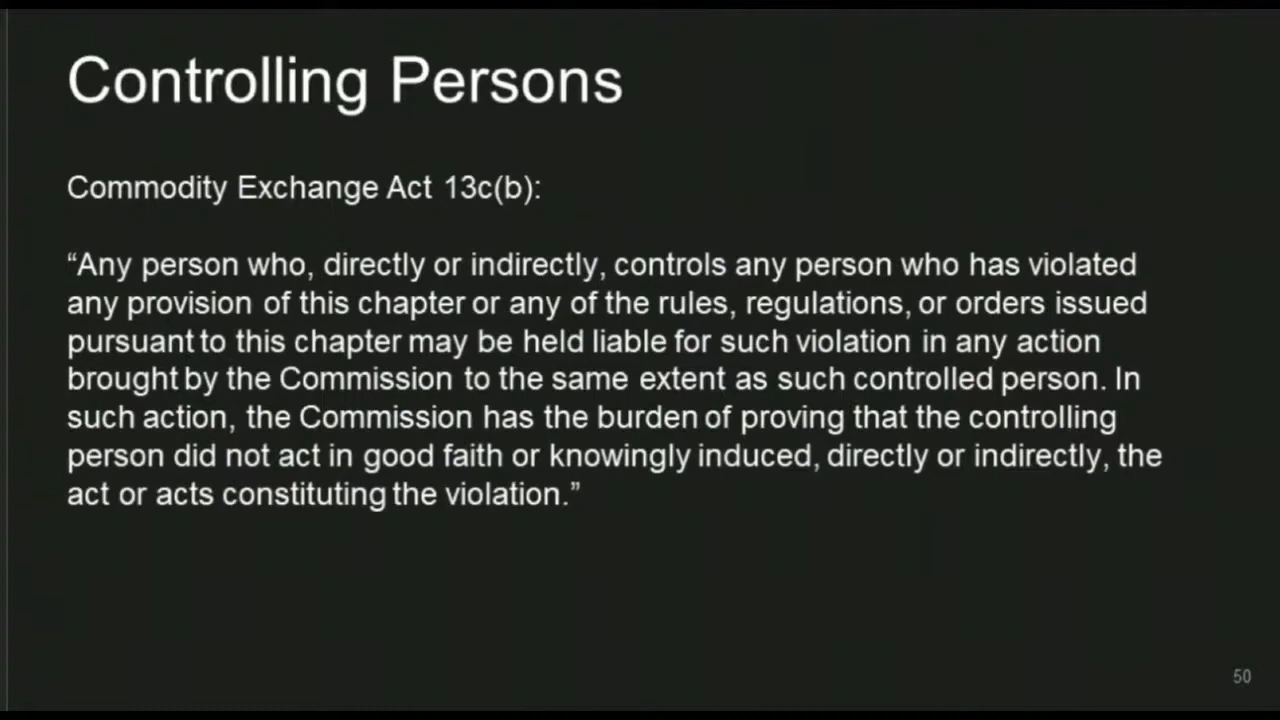 Controlling Persons
Commodity Exchange Act 13c(b):
“Any person who, directly or indirectly, controls any person who has violated
any provision of this chapter or any of the rules, regulations, or orders issued
pursuant to this chapter may be held liable for such violation in any action
brought by the Commission to the same extent as such controlled person. In
such action, the Commission has the burden of proving that the controlling
person did not act in good faith or knowingly induced, directly or indirectly, the
act or acts constituting the violation.”
50